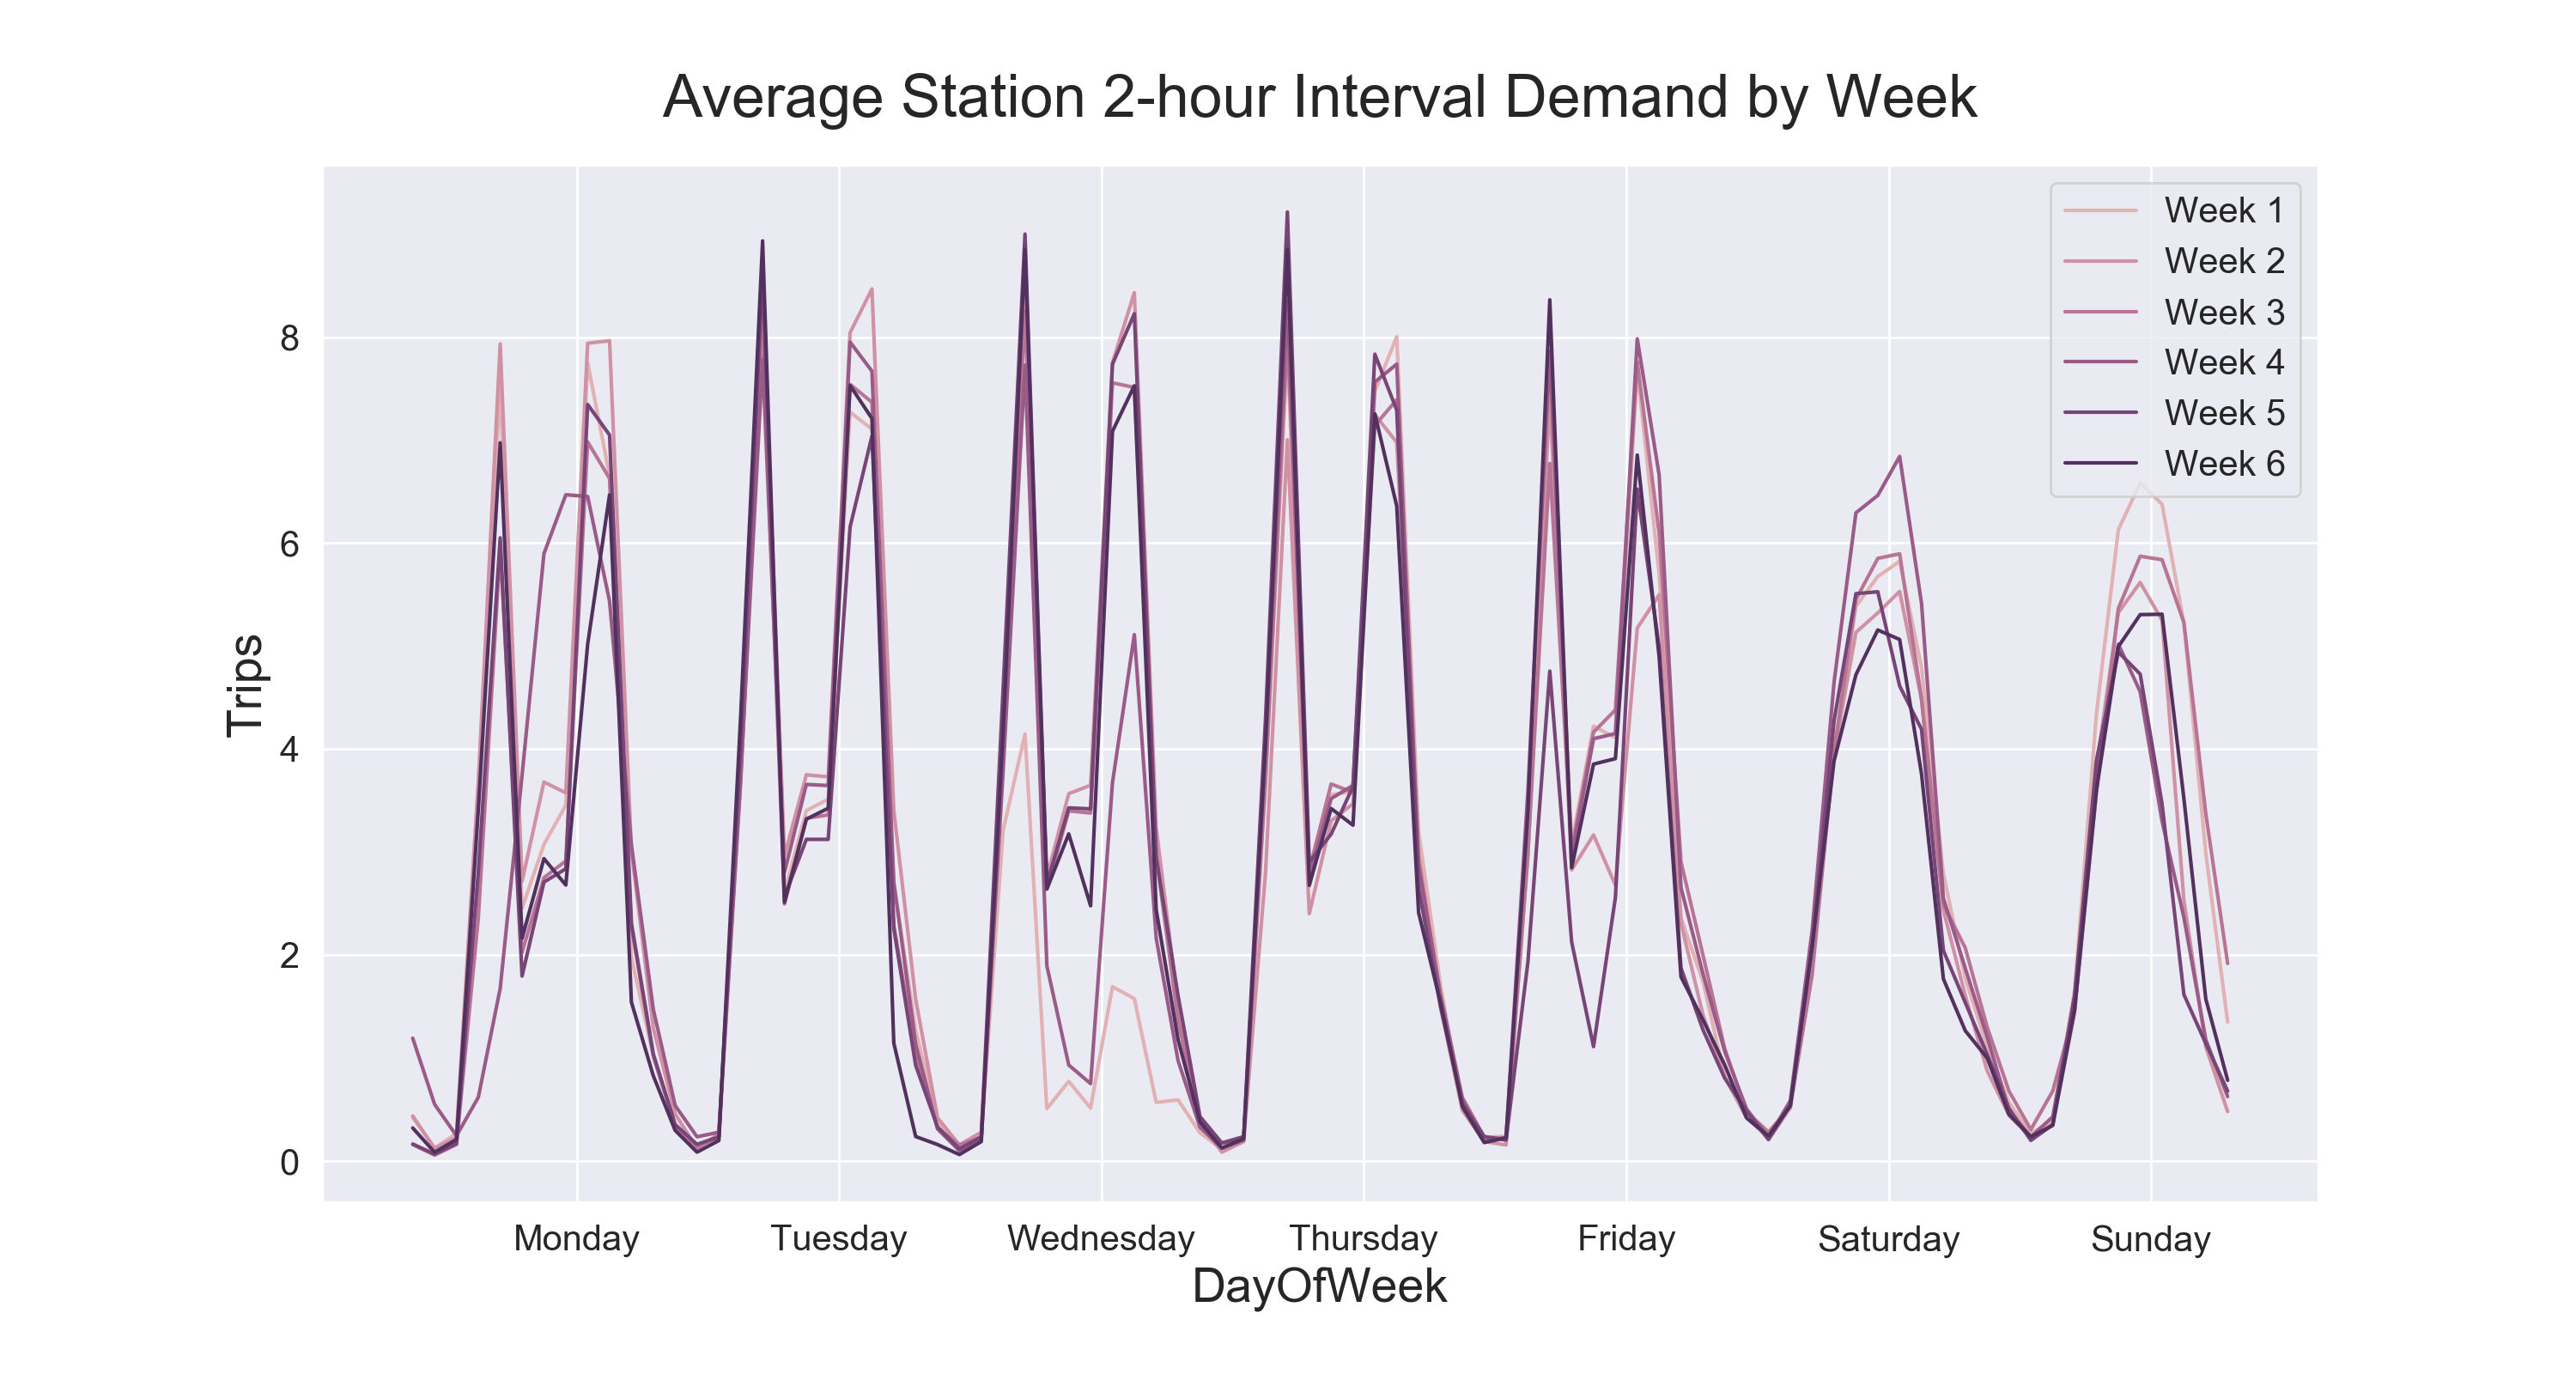 Average Station 2-hour Interval Demand by Week
Week 1
Week 2
Week 3
Week 4
Week 5
Week 6
8
6
4
2
0
Trips
Monday Tuesday Wednesday Thursday Friday Saturday Sunday
DayOfWeek